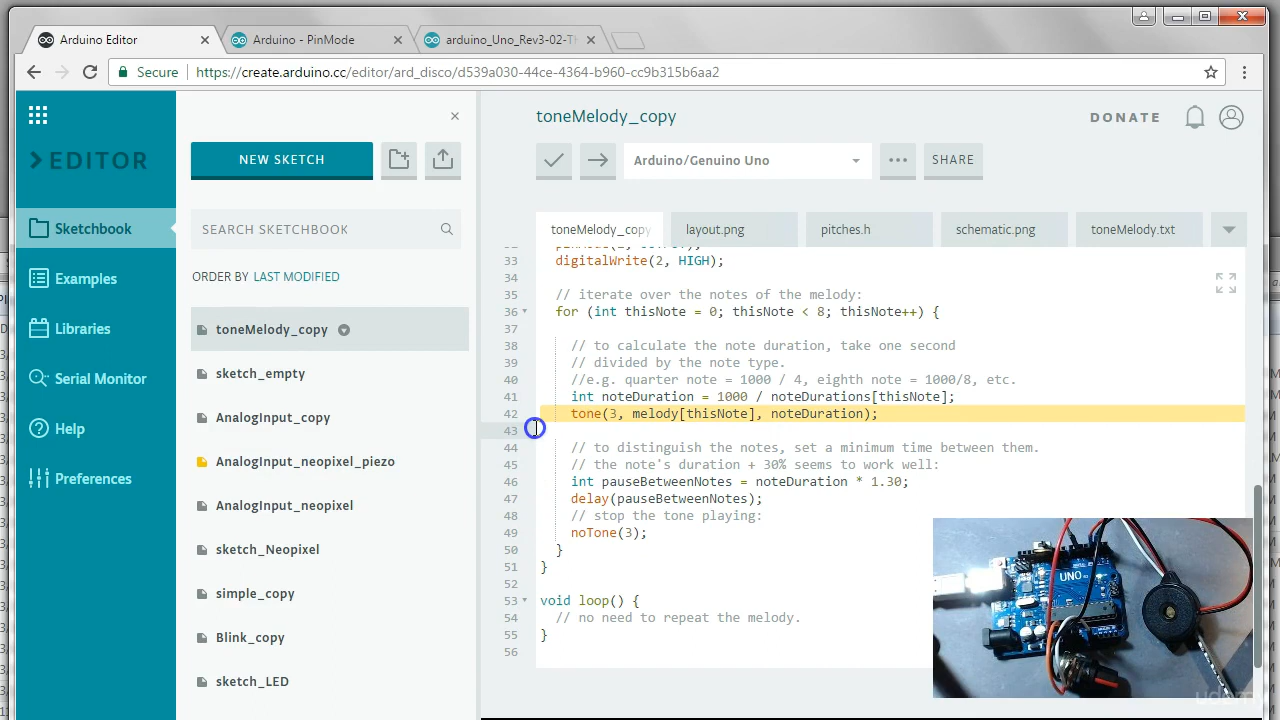 Arduino Editor
Arduino - PinMode
arduino_Uno_Rev3-02-TH
Secure
https://create.arduino.cc/editor/ard_disco/d539a030-44ce-4364-b960-cc9b315b6aa2
EDITOR
Sketchbook
Examples
Libraries
Serial Monitor
Help
Preferences
NEW SKETCH
SEARCH SKETCHBOOK
ORDER BY LAST MODIFIED
toneMelody_copy
sketch_empty
AnalogInput_copy
AnalogInput_neopixel_piezo
AnalogInput_neopixel
sketch_Neopixel
simple_copy
Blink_copy
sketch_LED
toneMelody_copy
DONATE
Arduino/Genuino Uno
SHARE
toneMelody_copy
layout.png
pitches.h
schematic.png
toneMelody.txt
33 digitalWrite(2, HIGH);
34
35 // iterate over the notes of the melody:
36 for (int thisNote = 0; thisNote < 8; thisNote++) {
37
38 // to calculate the note duration, take one second
39 // divided by the note type.
40 //e.g. quarter note = 1000 / 4, eighth note = 1000/8, etc.
41 int noteDuration = 1000 / noteDurations[thisNote];
42 tone(3, melody[thisNote], noteDuration);
43
44 // to distinguish the notes, set a minimum time between them.
45 // the note's duration + 30% seems to work well:
46 int pauseBetweenNotes = noteDuration * 1.30;
47 delay(pauseBetweenNotes);
48 // stop the tone playing:
49 noTone(3);
50 }
51 }
52
53 void loop() {
54 // no need to repeat the melody.
55 }
56
UNO